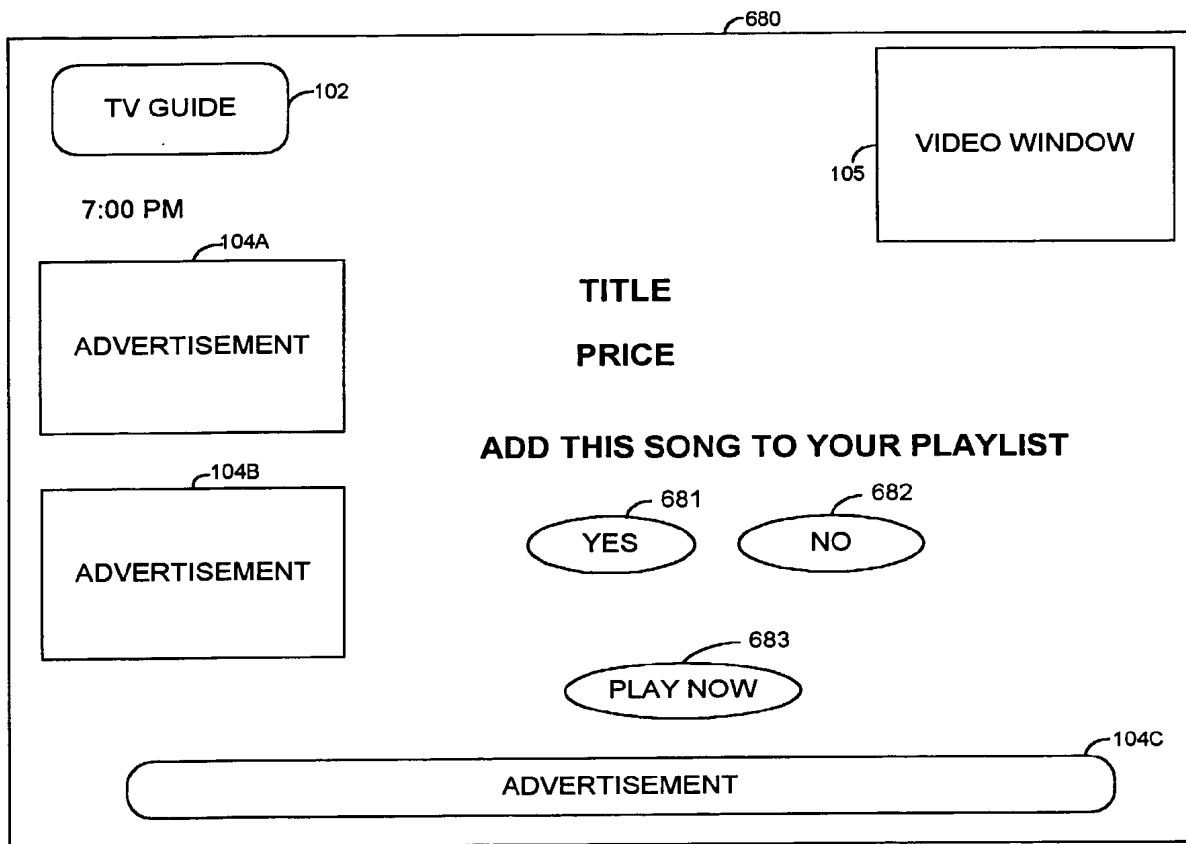 680
TV GUIDE
102
VIDEO WINDOW
105
7:00 PM
104A
ADVERTISEMENT
TITLE
PRICE
ADD THIS SONG TO YOUR PLAYLIST
104B
ADVERTISEMENT
681
YES
682
NO
683
PLAY NOW
104C
ADVERTISEMENT